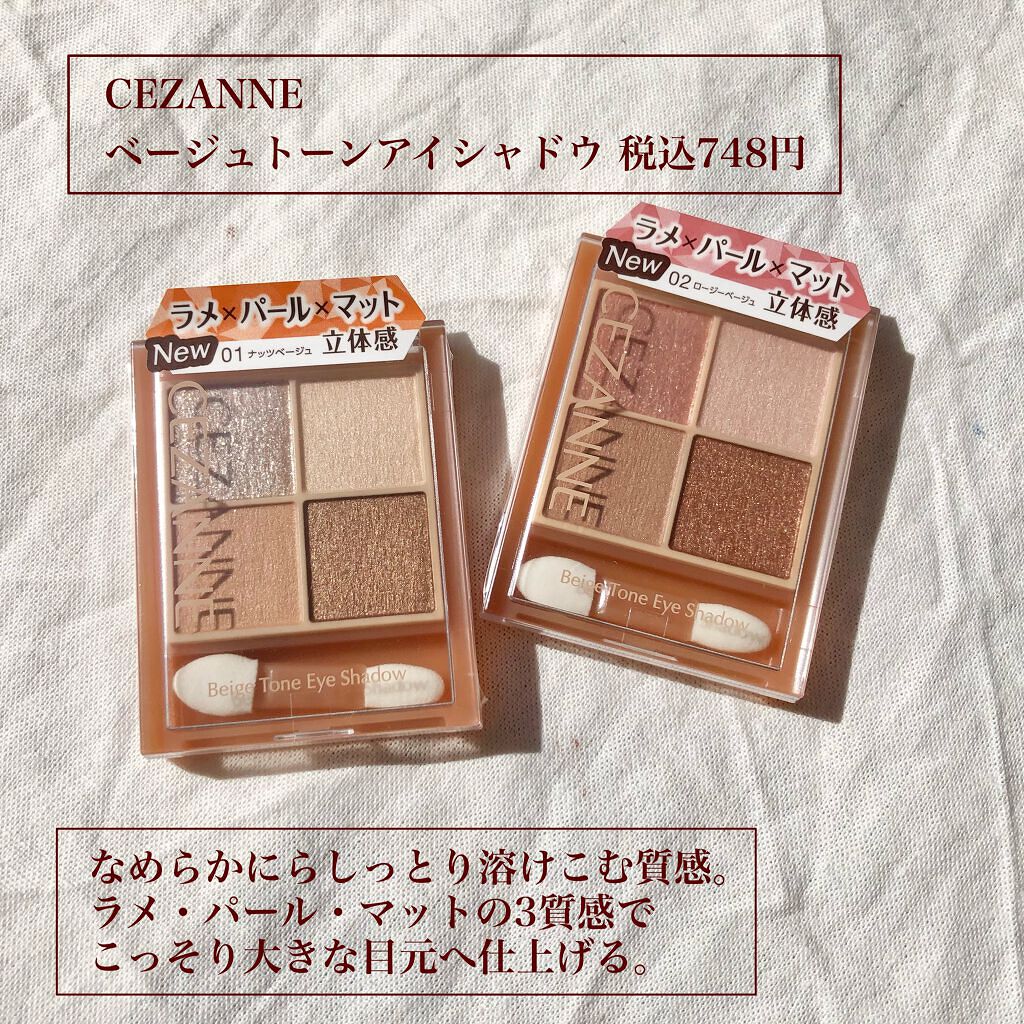 CEZANNE
ベージュトーンアイシャドウ 税込748円
ラメ×パール×マット
New 02 ロージーベージュ 立体感
CEZANNE
Beige Tone Eye Shadow
ラメ×パール×マット
New 01 ナッツベージュ 立体感
CEZANNE
Beige Tone Eye Shadow
なめらかにらしっとり溶けこむ質感。
ラメ・パール・マットの3質感で
こっそり大きな目元へ仕上げる。